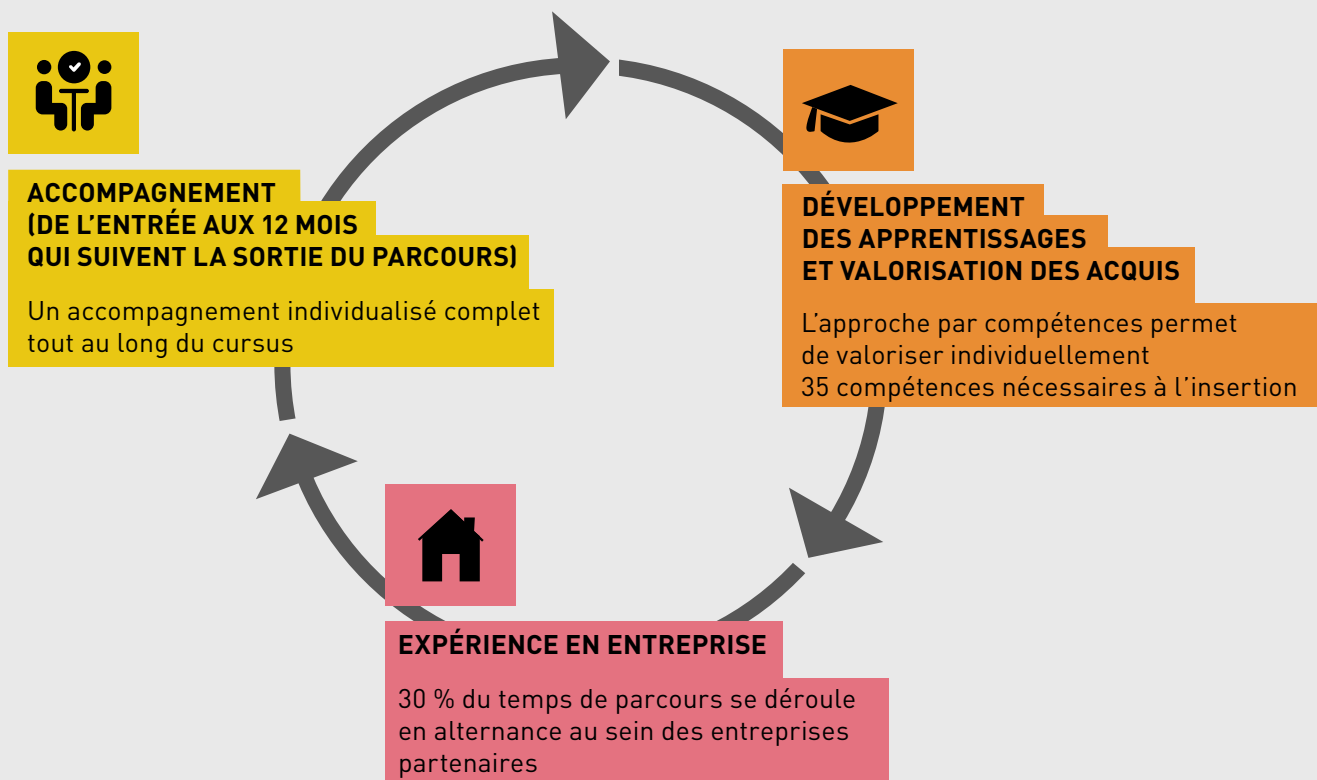 ACCOMPAGNEMENT
(DE L'ENTRÉE AUX 12 MOIS
QUI SUIVENT LA SORTIE DU PARCOURS)
Un accompagnement individualisé complet
tout au long du cursus
DÉVELOPPEMENT
DES APPRENTISSAGES
ET VALORISATION DES ACQUIS
L'approche par compétences permet
de valoriser individuellement
35 compétences nécessaires à l'insertion
EXPÉRIENCE EN ENTREPRISE
30 % du temps de parcours se déroule
en alternance au sein des entreprises
partenaires